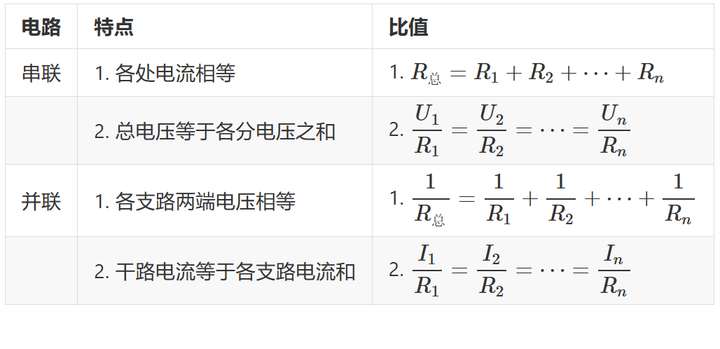 电路 特点 比值
串联 1. 各处电流相等 1. $R_{总} = R_1 + R_2 + \cdots + R_n$
2. 总电压等于各分电压之和 2. $\frac{U_1}{R_1} = \frac{U_2}{R_2} = \cdots = \frac{U_n}{R_n}$
并联 1. 各支路两端电压相等 1. $\frac{1}{R_{总}} = \frac{1}{R_1} + \frac{1}{R_2} + \cdots + \frac{1}{R_n}$
2. 干路电流等于各支路电流和 2. $\frac{I_1}{R_1} = \frac{I_2}{R_2} = \cdots = \frac{I_n}{R_n}$